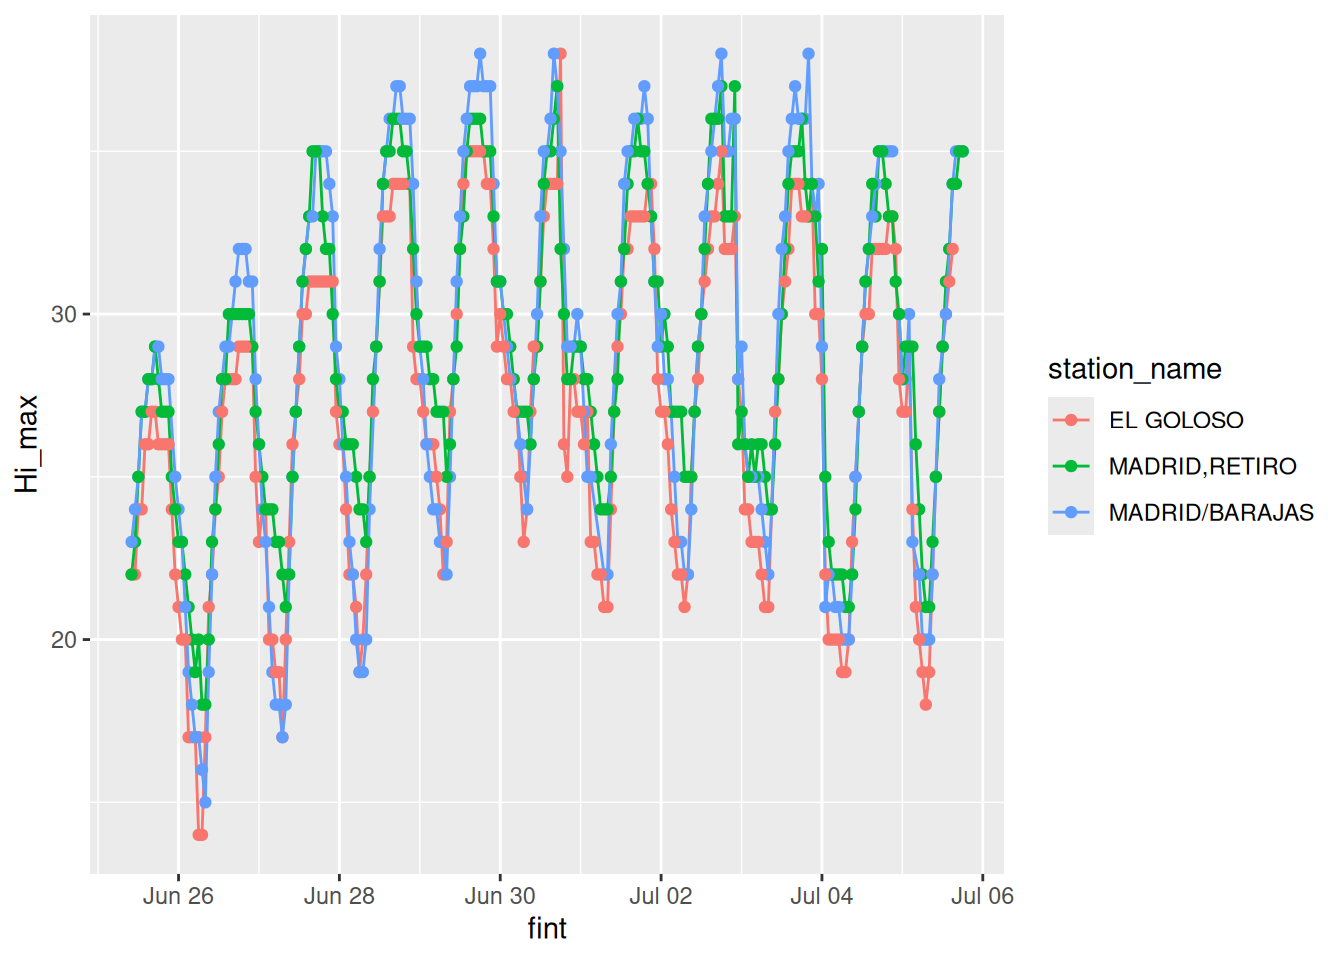 Hi_max
30
20
Jun 26
Jun 28
Jun 30
Jul 02
Jul 04
Jul 06
fint
station_name
EL GOLOSO
MADRID,RETIRO
MADRID/BARAJAS